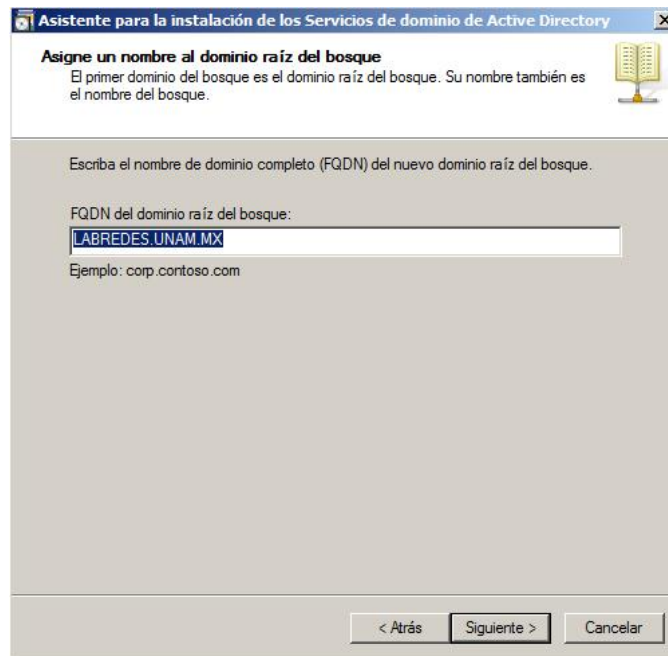 Asistente para la instalación de los Servicios de dominio de Active Directory
Asigne un nombre al dominio raíz del bosque
El primer dominio del bosque es el dominio raíz del bosque. Su nombre también es
el nombre del bosque.
Escriba el nombre de dominio completo (FQDN) del nuevo dominio raíz del bosque.
FQDN del dominio raíz del bosque:
LABREDES.UNAM.MX
Ejemplo: corp.contoso.com
< Atrás
Siguiente >
Cancelar